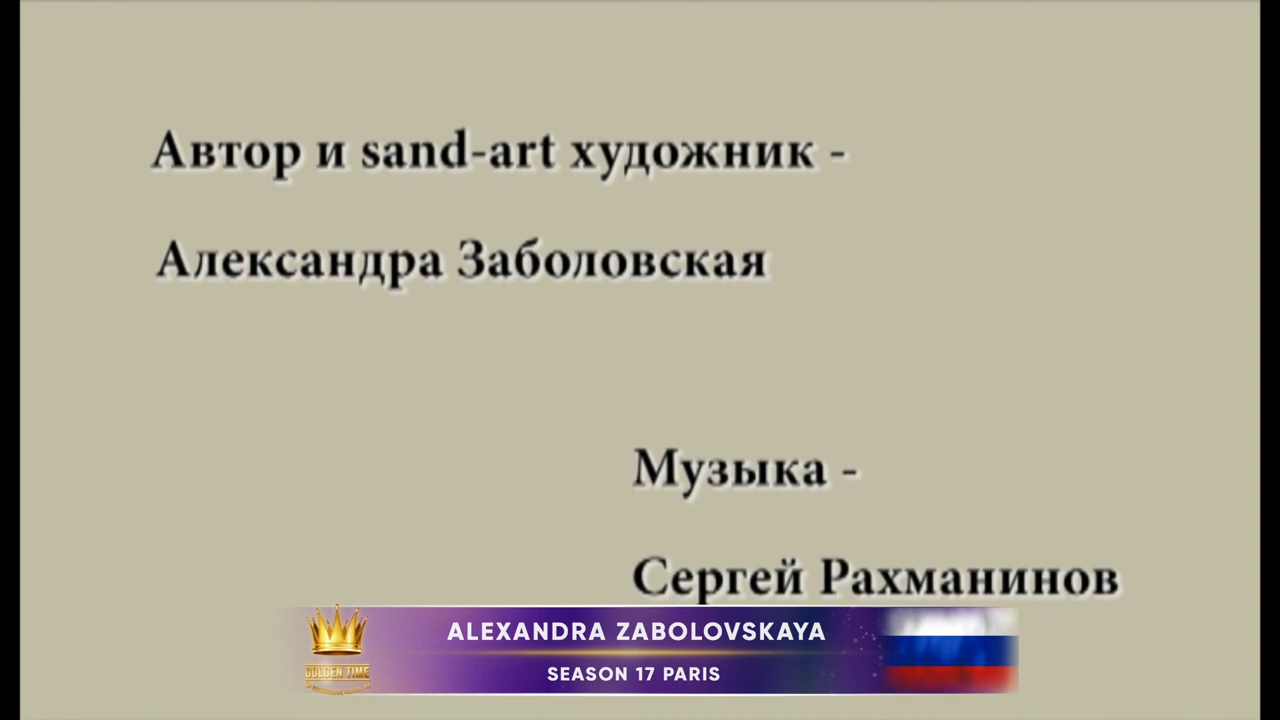 Автор и sand-art художник -
Александра Заболовская
Музыка -
Сергей Рахманинов
ALEXANDRA ZABOLOVSKAYA
GOLDEN TIME
SEASON 17 PARIS